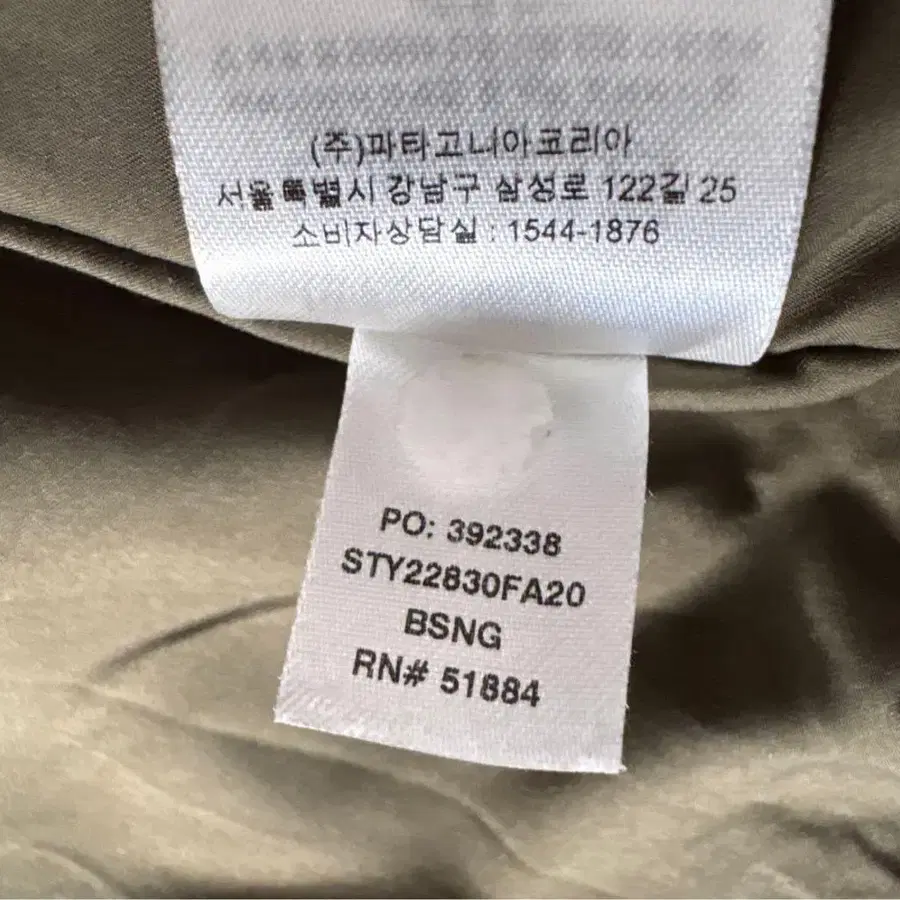 (주)파타고니아코리아
서울특별시 강남구 삼성로 122길 25
소비자상담실 : 1544-1876
PO: 392338
STY22830FA20
BSNG
RN# 51884